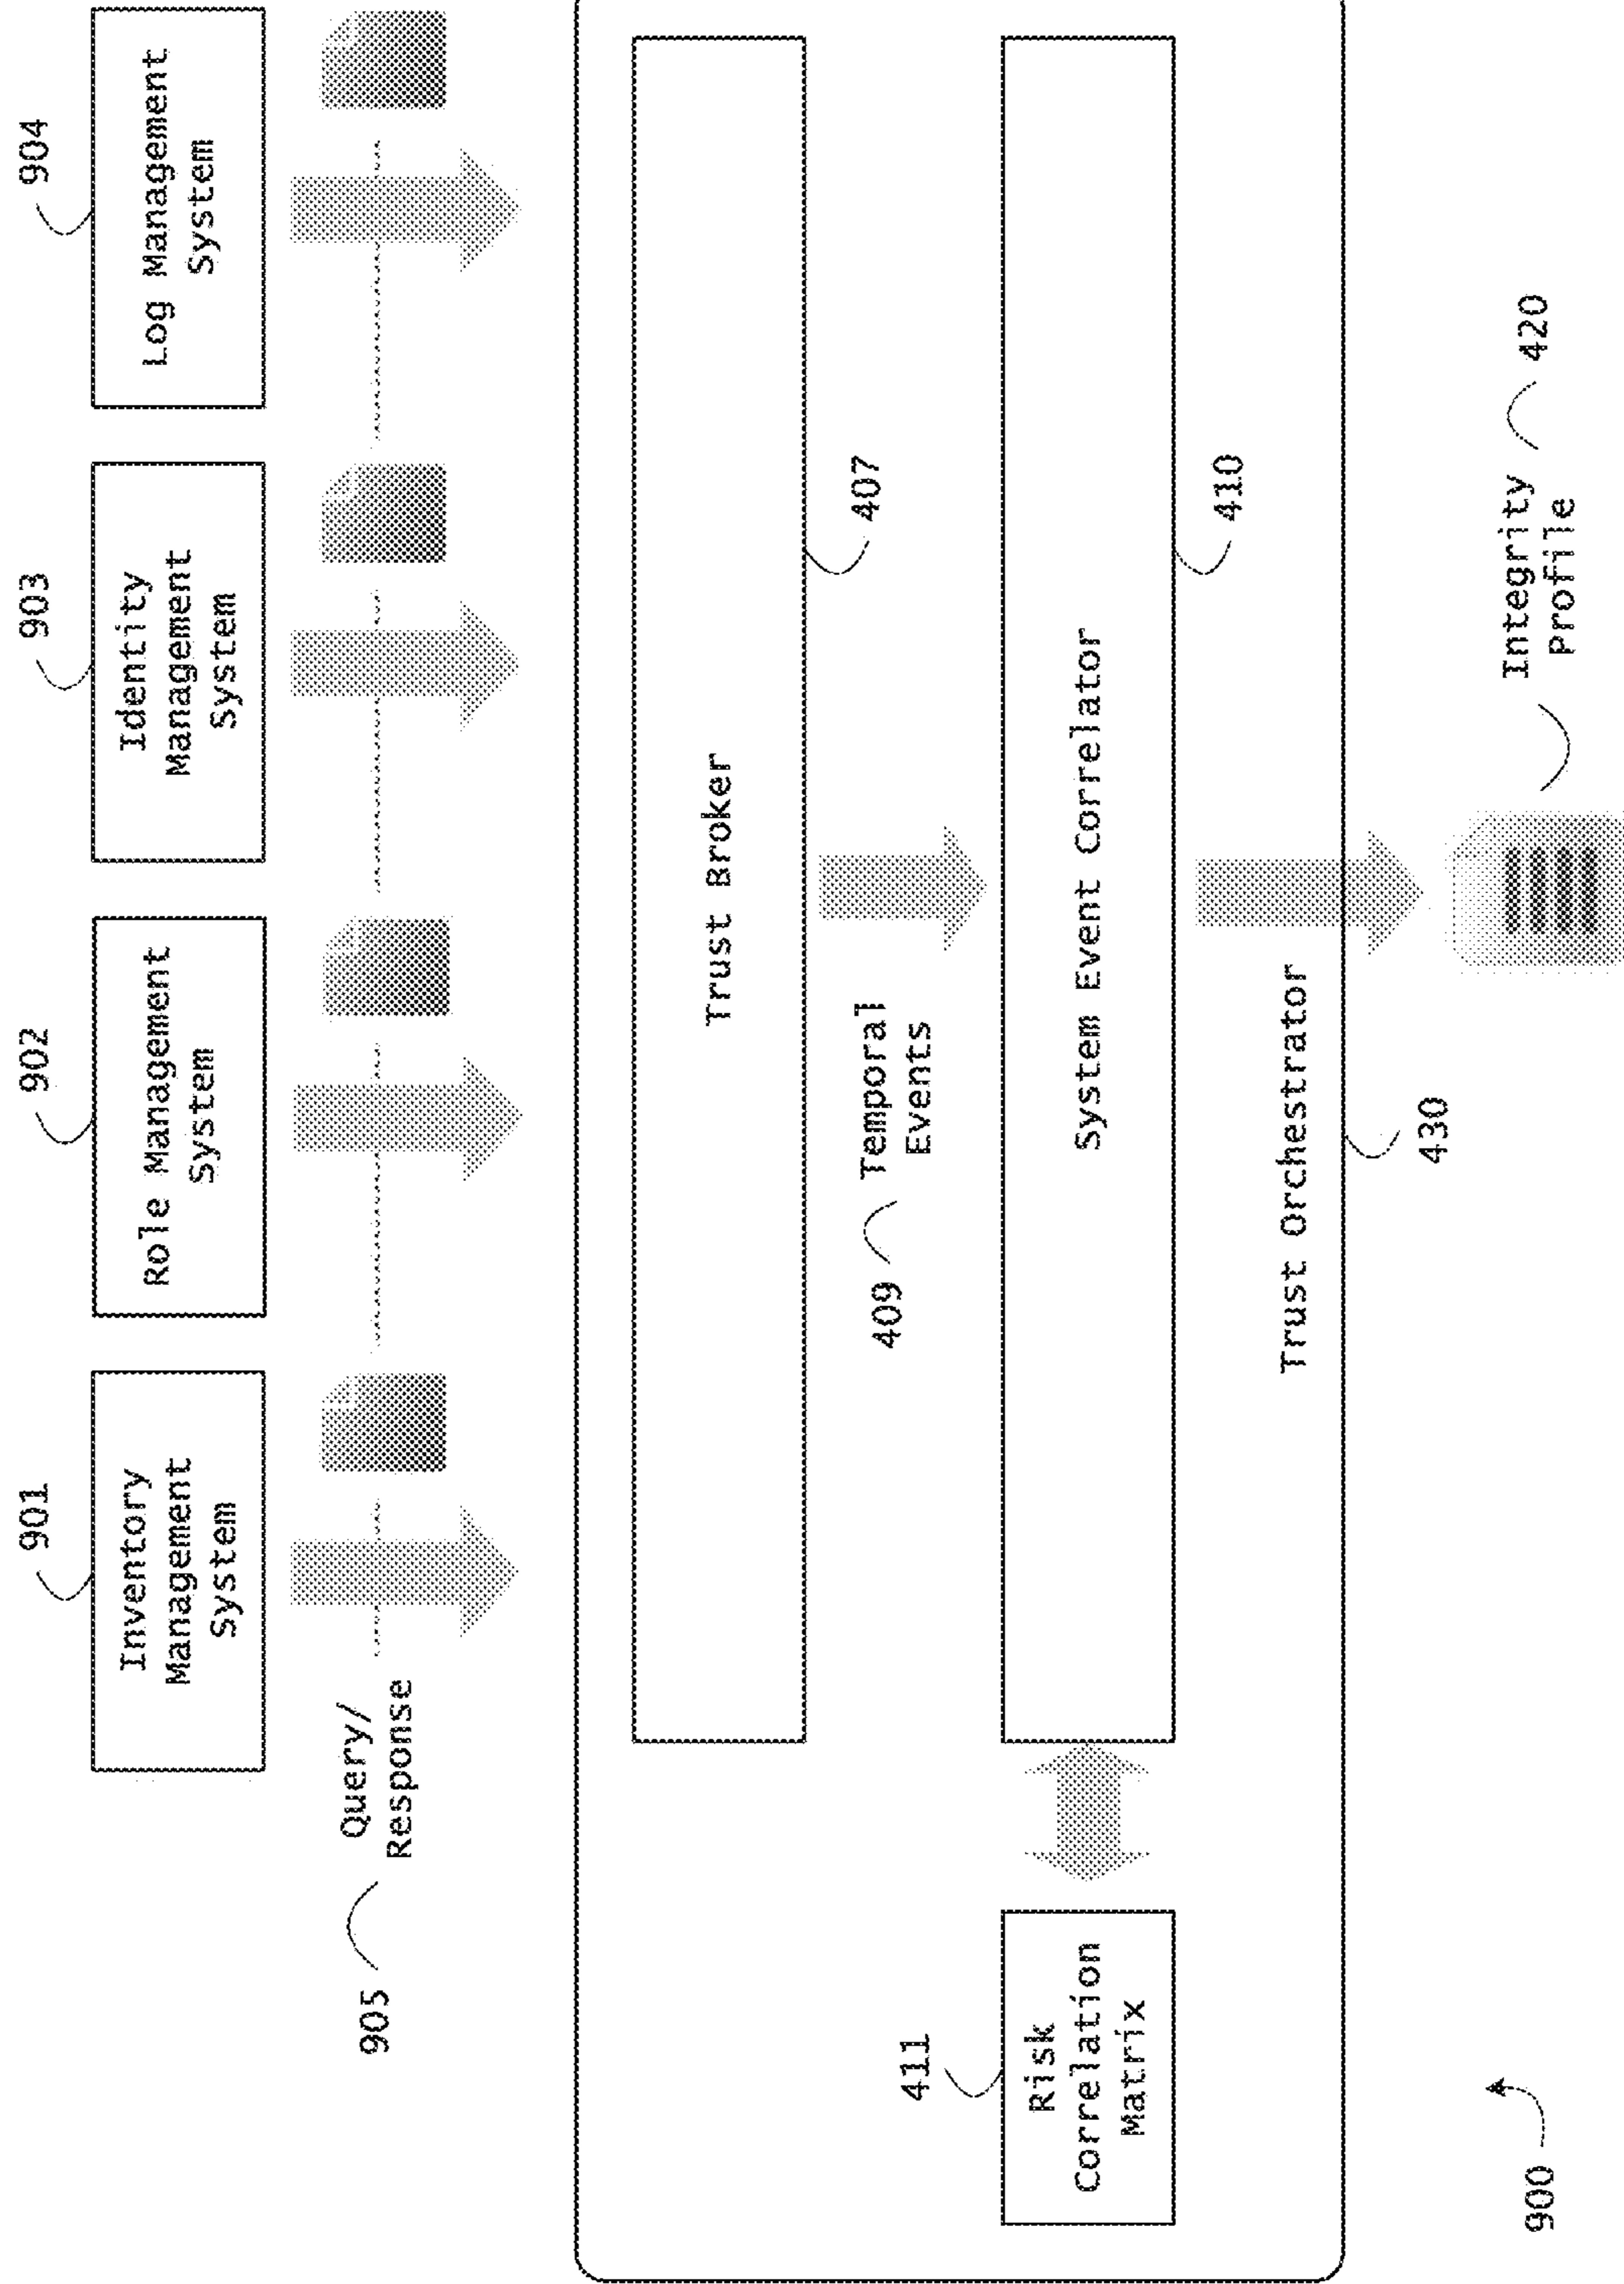 901
902
903
904
Inventory
Management
System
Role Management
System
Identity
Management
System
Log Management
System
905
Query/
Response
Trust Broker
407
409
Temporal
Events
411
Risk
Correlation
Matrix
System Event Correlator
410
Trust Orchestrator
430
Integrity
Profile
420
900